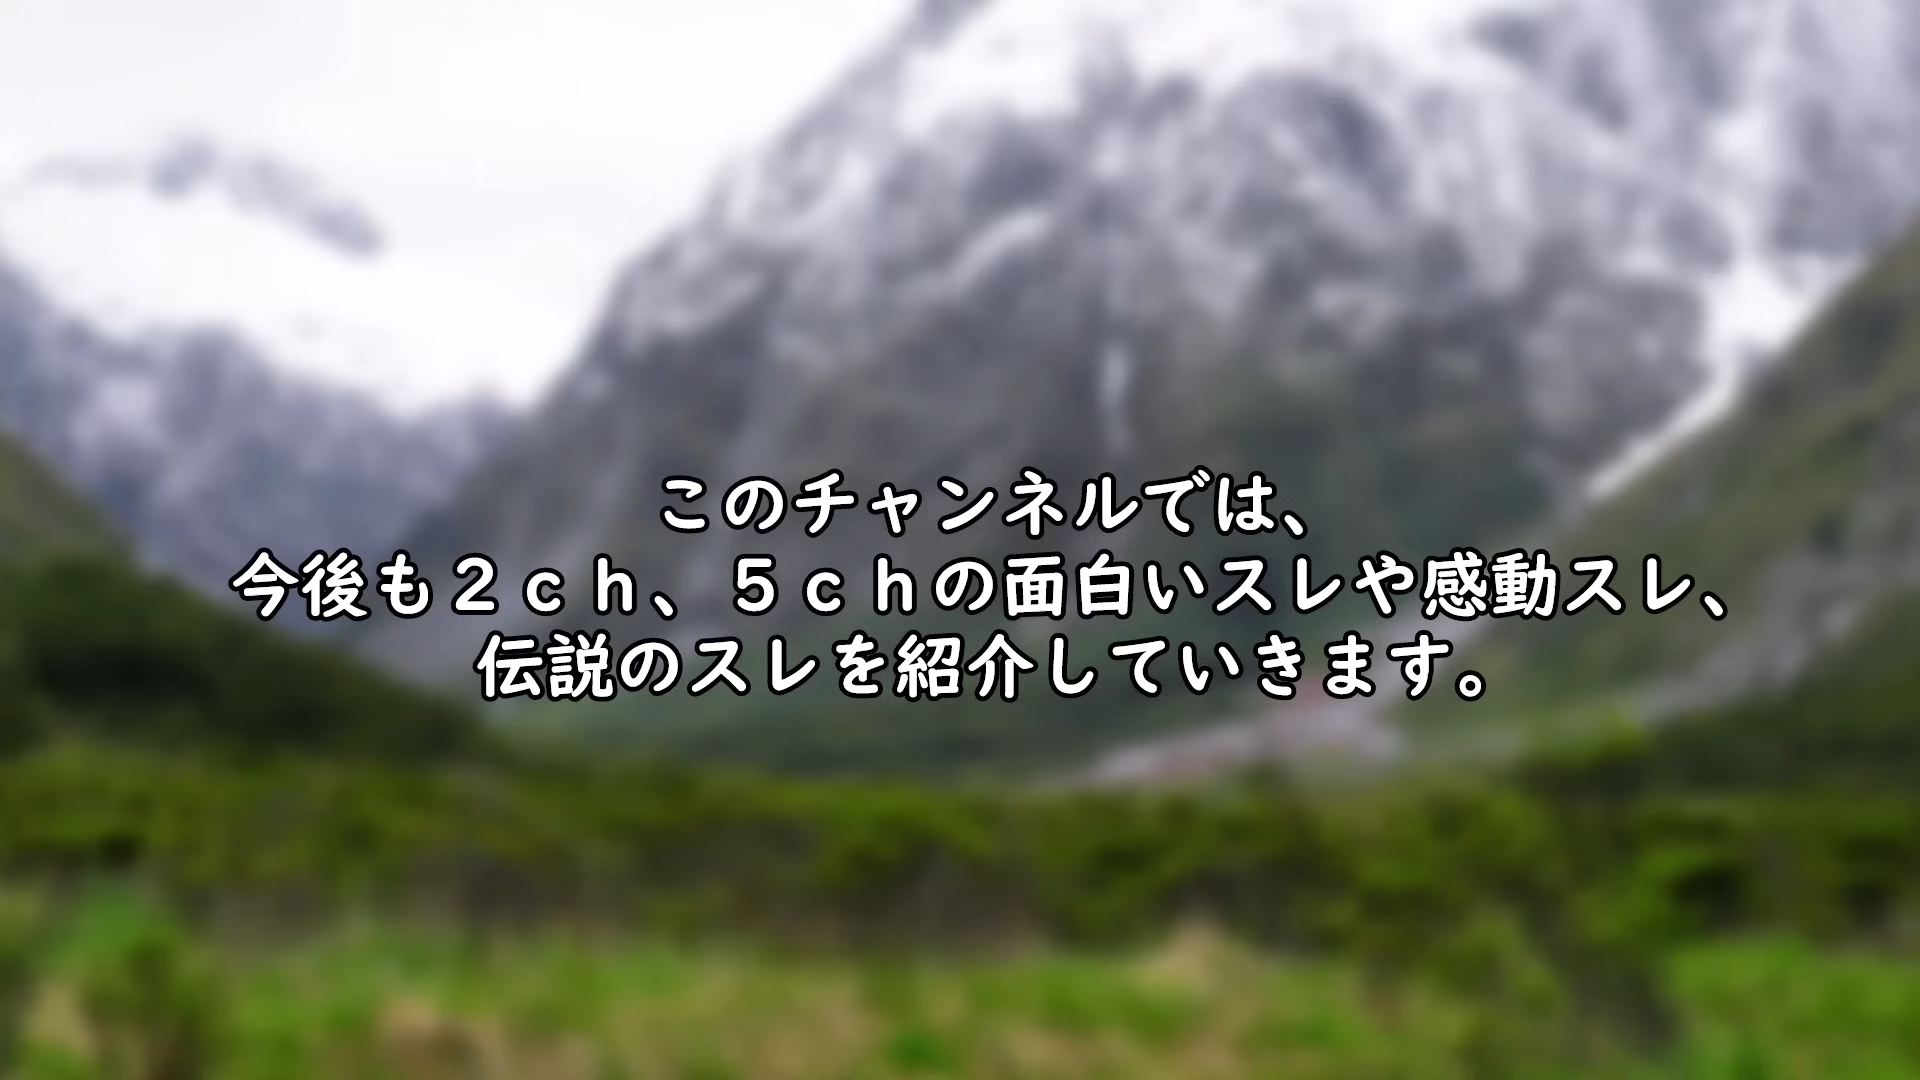 このチャンネルでは、
今後も２ｃｈ、５ｃｈの面白いスレや感動スレ、
伝説のスレを紹介していきます。